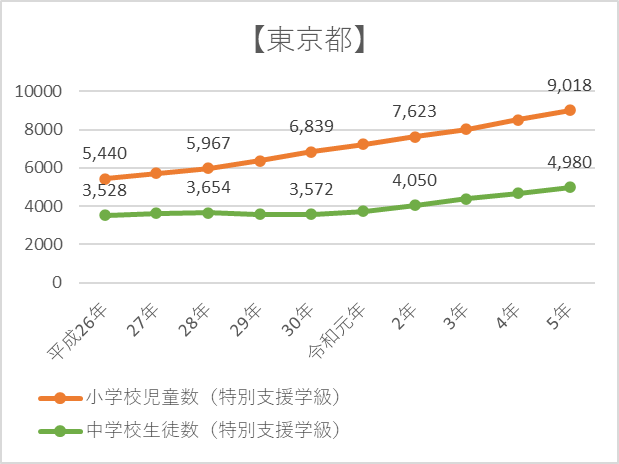 【東京都】
10000
9,018
8000
7,623
6,839
5,967
5,440
6000
4,980
4,050
3,528
3,654
3,572
4000
2000
0
平成26年
27年
28年
29年
30年
令和元年
2年
3年
4年
5年
小学校児童数（特別支援学級）
中学校生徒数（特別支援学級）